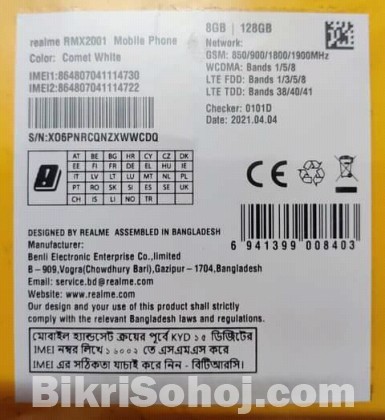 realme RMX2001 Mobile Phone
Color: Comet White
IMEI1:864807041114730
IMEI2:864807041114722
S/N:XO6PNRCQNZXWWCDQ
8GB | 128GB
Network:
GSM: 850/900/1800/1900MHz
WCDMA: Bands 1/5/8
LTE FDD: Bands 1/3/5/8
LTE TDD: Bands 38/40/41
Checker: 0101D
Date: 2021.04.04
AT BE BG HR CY CZ DK
EE FI FR DE EL HU IE
IT LV LT LU MT NL PL
PT RO SK SI ES SE UK
CH IS LI NO TR
CE
DESIGNED BY REALME ASSEMBLED IN BANGLADESH
Manufacturer:
Benli Electronic Enterprise Co.,limited
B-909,Vogra(Chowdhury Bari),Gazipur-1704,Bangladesh
Email: service.bd@realme.com
Website: www.realme.com
Our design and your use of this product shall strictly
comply with the relevant Bangladesh laws and regulations.
6 941399 008403
মোবাইল হ্যান্ডসেট ক্রয়ের পূর্বে KYD ১৫ ডিজিটের
IMEI নম্বর লিখে ১৬০০২ তে এসএমএস করে
IMEI এর সঠিকতা যাচাই করে নিন - বিটিআরসি।
BikriSohoj.com